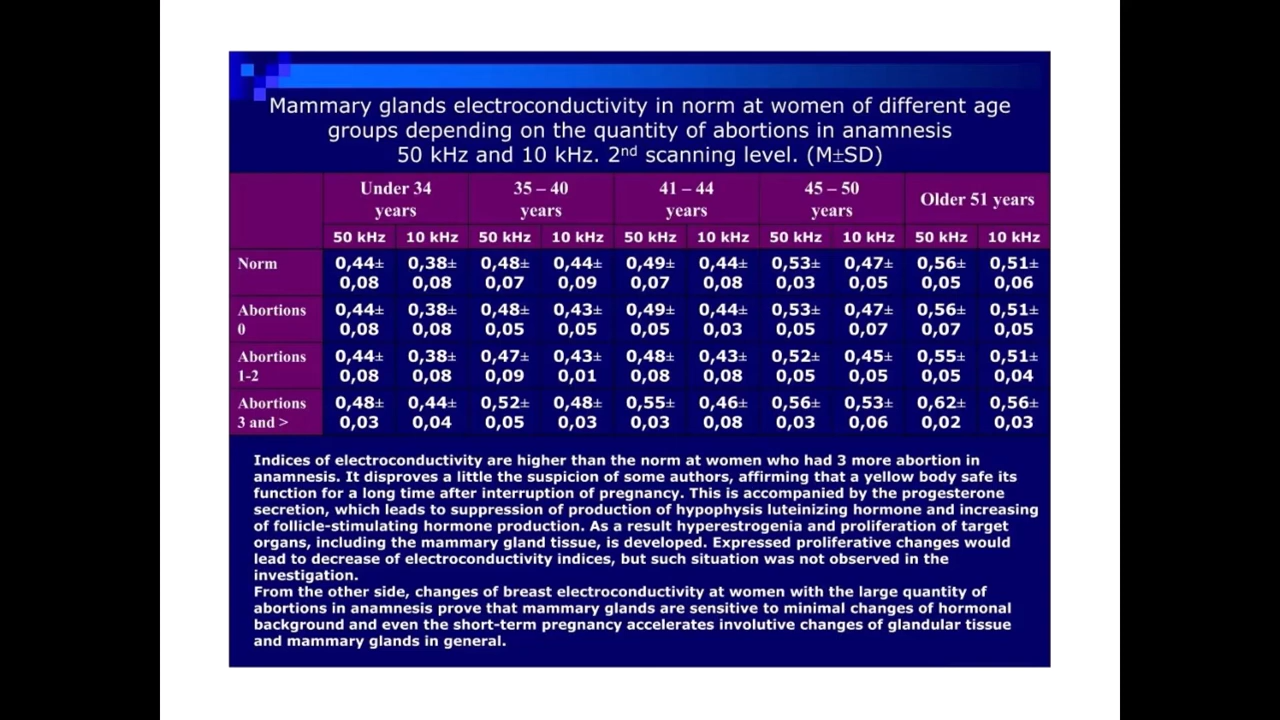 Mammary glands electroconductivity in norm at women of different age
groups depending on the quantity of abortions in anamnesis
50 kHz and 10 kHz. 2nd scanning level. (M±SD)
Under 34 years 35 – 40 years 41 – 44 years 45 – 50 years Older 51 years
50 kHz 10 kHz 50 kHz 10 kHz 50 kHz 10 kHz 50 kHz 10 kHz 50 kHz 10 kHz
Norm 0,44± 0,38± 0,48± 0,44± 0,49± 0,44± 0,53± 0,47± 0,56± 0,51±
0,08 0,08 0,07 0,09 0,07 0,08 0,03 0,05 0,05 0,06
Abortions 0,44± 0,38± 0,48± 0,43± 0,49± 0,44± 0,53± 0,47± 0,56± 0,51±
0 0,08 0,08 0,05 0,05 0,05 0,03 0,05 0,07 0,07 0,05
Abortions 0,44± 0,38± 0,47± 0,43± 0,48± 0,43± 0,52± 0,45± 0,55± 0,51±
1-2 0,08 0,08 0,09 0,01 0,08 0,08 0,05 0,05 0,05 0,04
Abortions 0,48± 0,44± 0,52± 0,48± 0,55± 0,46± 0,56± 0,53± 0,62± 0,56±
3 and > 0,03 0,04 0,05 0,03 0,03 0,08 0,03 0,06 0,02 0,03
Indices of electroconductivity are higher than the norm at women who had 3 more abortion in
anamnesis. It disproves a little the suspicion of some authors, affirming that a yellow body safe its
function for a long time after interruption of pregnancy. This is accompanied by the progesterone
secretion, which leads to suppression of production of hypophysis luteinizing hormone and increasing
of follicle-stimulating hormone production. As a result hyperestrogenia and proliferation of target
organs, including the mammary gland tissue, is developed. Expressed proliferative changes would
lead to decrease of electroconductivity indices, but such situation was not observed in the
investigation.
From the other side, changes of breast electroconductivity at women with the large quantity of
abortions in anamnesis prove that mammary glands are sensitive to minimal changes of hormonal
background and even the short-term pregnancy accelerates involutive changes of glandular tissue
and mammary glands in general.